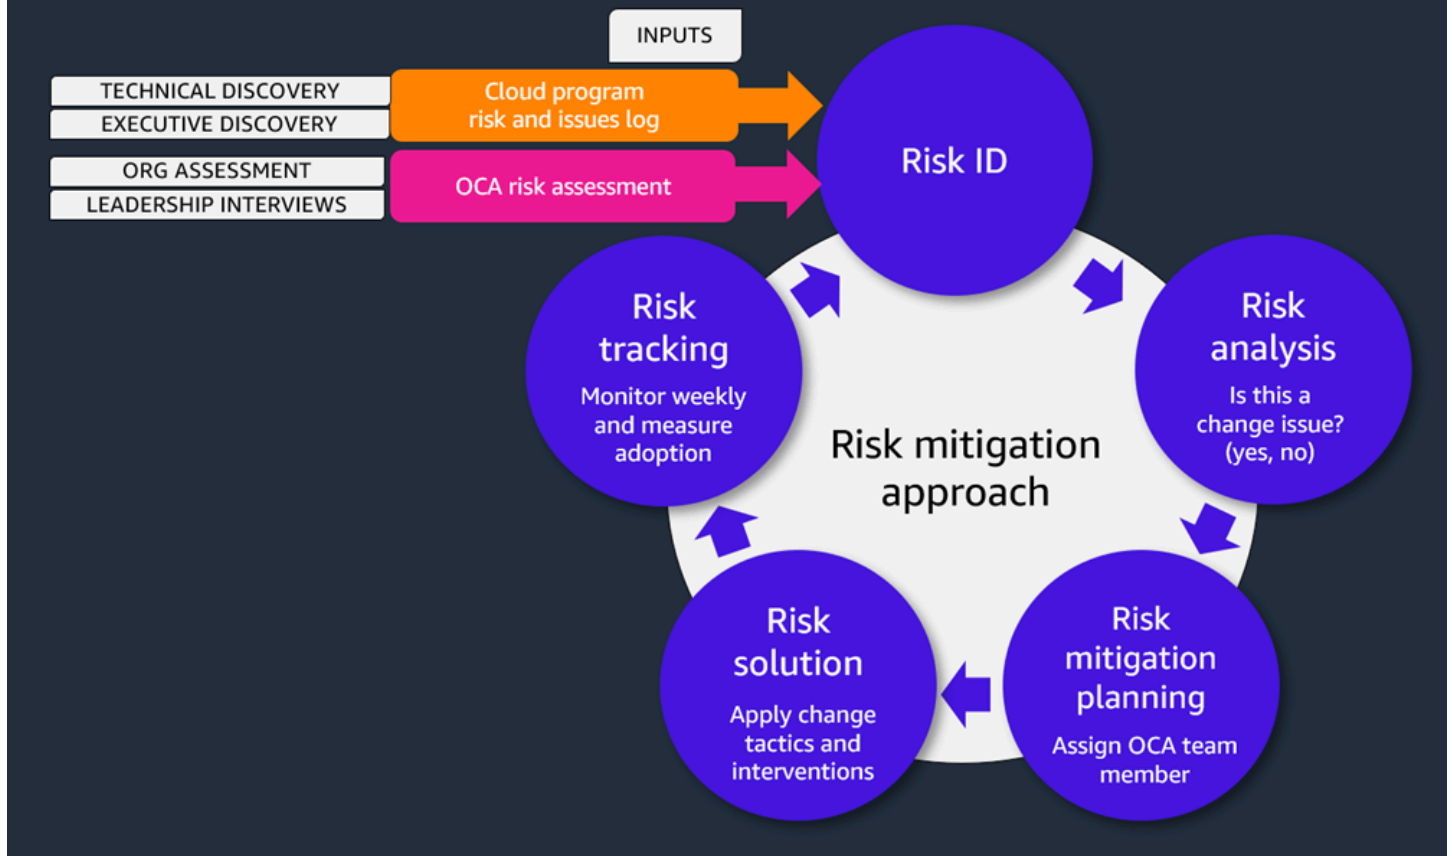 INPUTS
TECHNICAL DISCOVERY
EXECUTIVE DISCOVERY
Cloud program
risk and issues log
ORG ASSESSMENT
LEADERSHIP INTERVIEWS
OCA risk assessment
Risk ID
Risk
analysis
Is this a
change issue?
(yes, no)
Risk
mitigation
planning
Assign OCA team
member
Risk
solution
Apply change
tactics and
interventions
Risk
tracking
Monitor weekly
and measure
adoption
Risk mitigation
approach